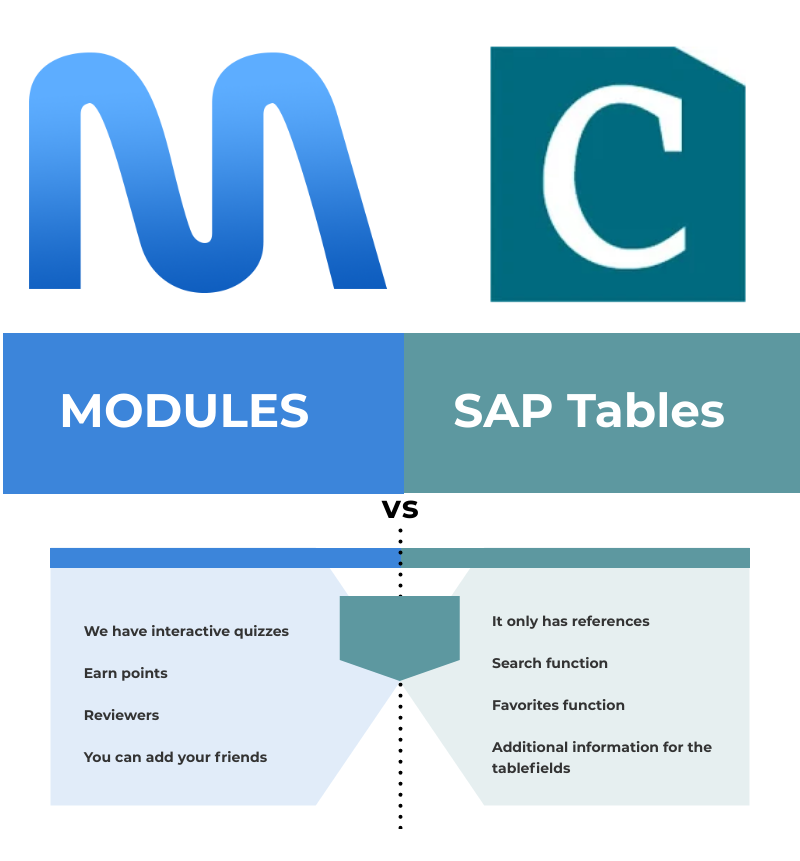 M
C
MODULES
SAP Tables
vs
We have interactive quizzes
Earn points
Reviewers
You can add your friends
It only has references
Search function
Favorites function
Additional information for the
tablefields